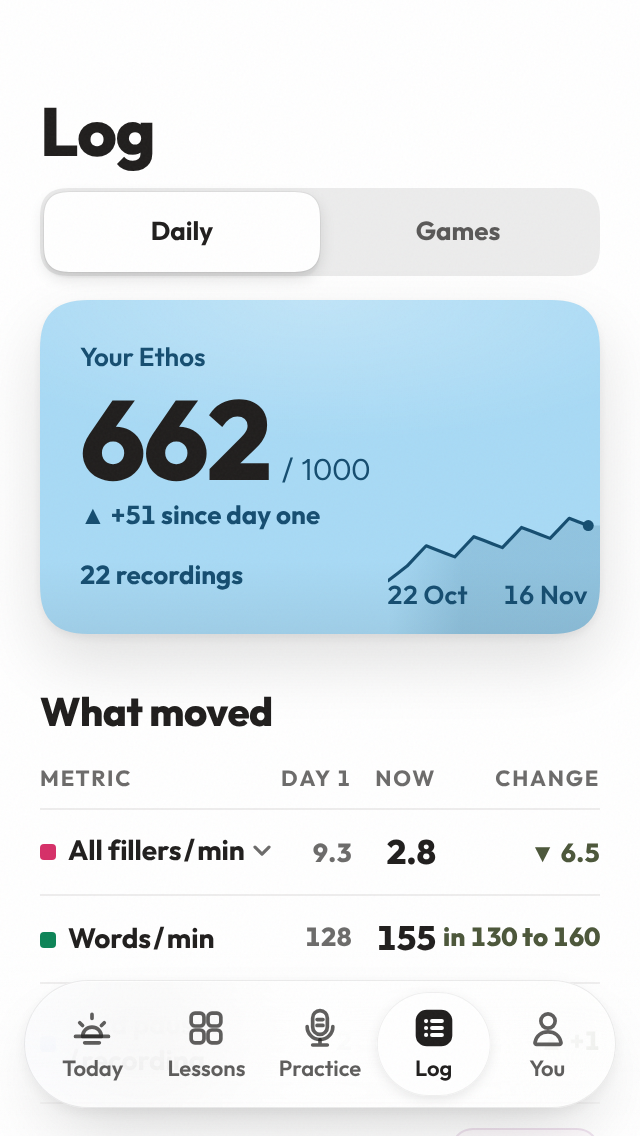 Log
Daily
Games
Your Ethos
662 / 1000
▲ +51 since day one
22 recordings
22 Oct
16 Nov
What moved
METRIC DAY 1 NOW CHANGE
All fillers/min 9.3 2.8 ▼ 6.5
Words/min 128 155 in 130 to 160
+1
/recording
Today
Lessons
Practice
Log
You